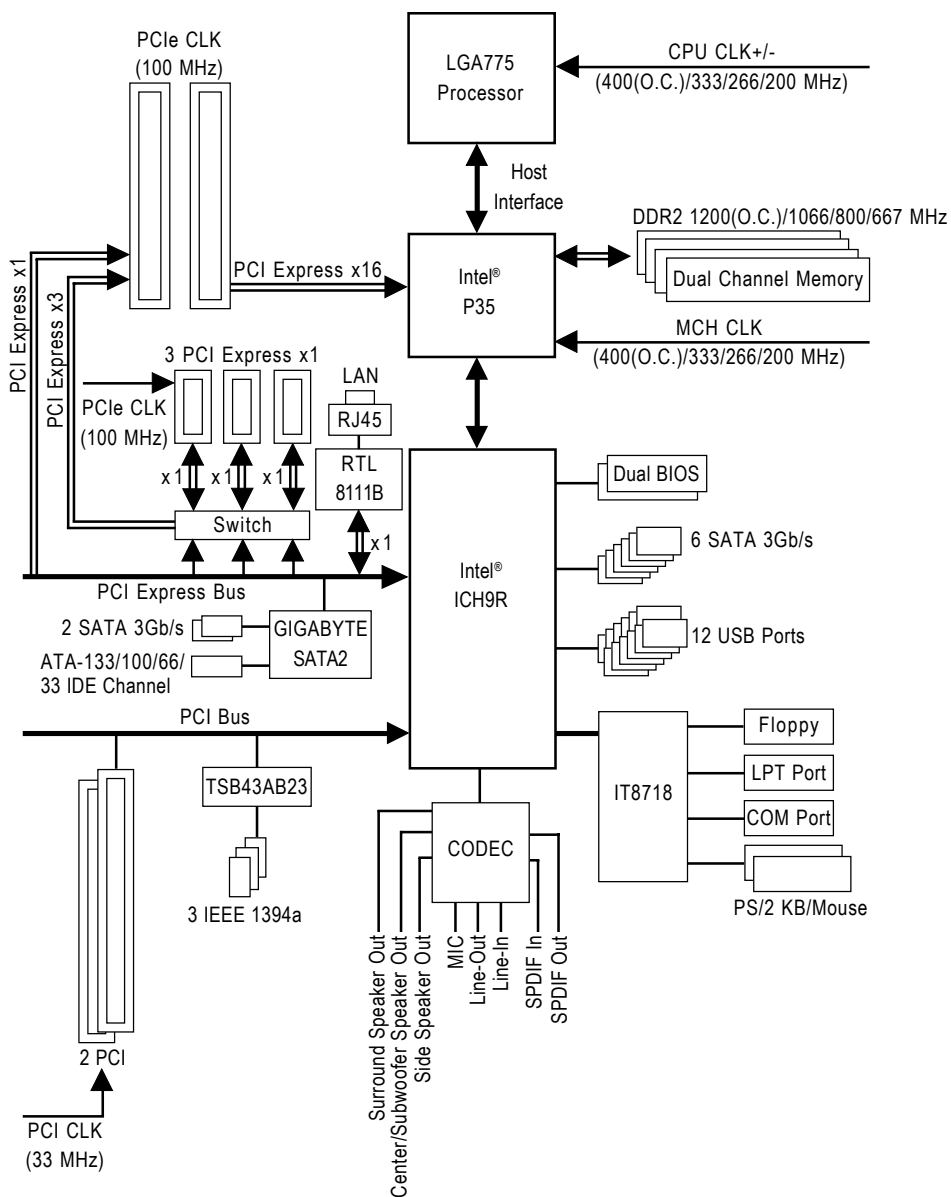 PCIe CLK
(100 MHz)
LGA775
Processor
CPU CLK+/-
(400(O.C.)/333/266/200 MHz)
Host
Interface
DDR2 1200(O.C.)/1066/800/667 MHz
Dual Channel Memory
Intel®
P35
PCI Express x16
MCH CLK
(400(O.C.)/333/266/200 MHz)
PCI Express x1
PCI Express x3
3 PCI Express x1
PCIe CLK
(100 MHz)
LAN
RJ45
RTL
8111B
x1
x1
x1
Switch
x1
PCI Express Bus
Intel®
ICH9R
Dual BIOS
6 SATA 3Gb/s
12 USB Ports
2 SATA 3Gb/s
GIGABYTE
SATA2
ATA-133/100/66/
33 IDE Channel
PCI Bus
TSB43AB23
3 IEEE 1394a
IT8718
Floppy
LPT Port
COM Port
PS/2 KB/Mouse
CODEC
Surround Speaker Out
Center/Subwoofer Speaker Out
Side Speaker Out
MIC
Line-Out
Line-In
SPDIF In
SPDIF Out
2 PCI
PCI CLK
(33 MHz)